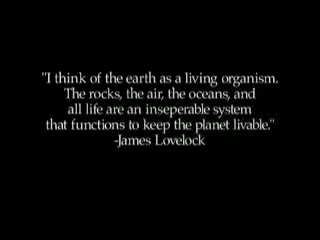 "I think of the earth as a living organism.
The rocks, the air, the oceans, and
all life are an inseperable system
that functions to keep the planet livable."
-James Lovelock